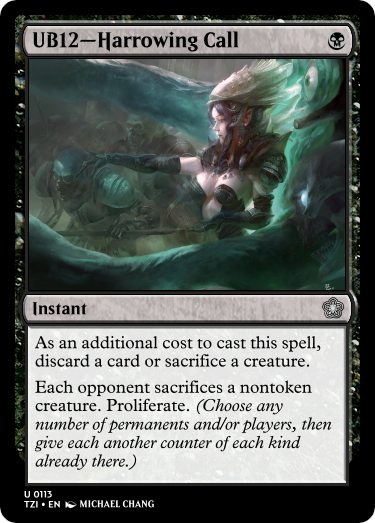 UB12—Harrowing Call
Instant
As an additional cost to cast this spell,
discard a card or sacrifice a creature.
Each opponent sacrifices a nontoken
creature. Proliferate. (Choose any
number of permanents and/or players, then
give each another counter of each kind
already there.)
U 0113
TZI • EN MICHAEL CHANG